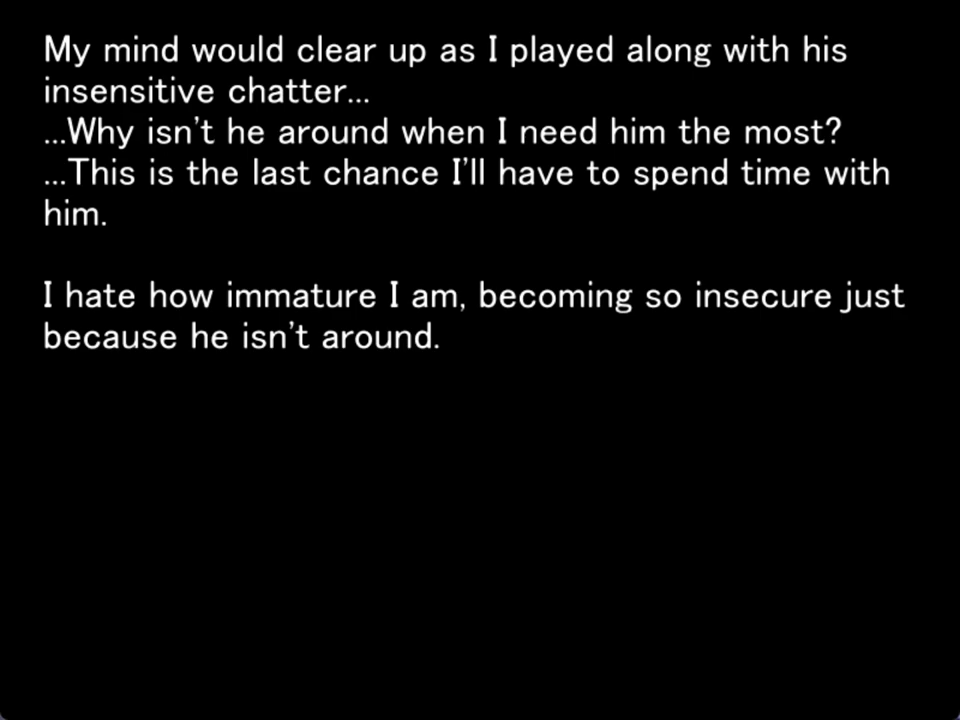 My mind would clear up as I played along with his
insensitive chatter...
...Why isn't he around when I need him the most?
...This is the last chance I'll have to spend time with
him.
I hate how immature I am, becoming so insecure just
because he isn't around.